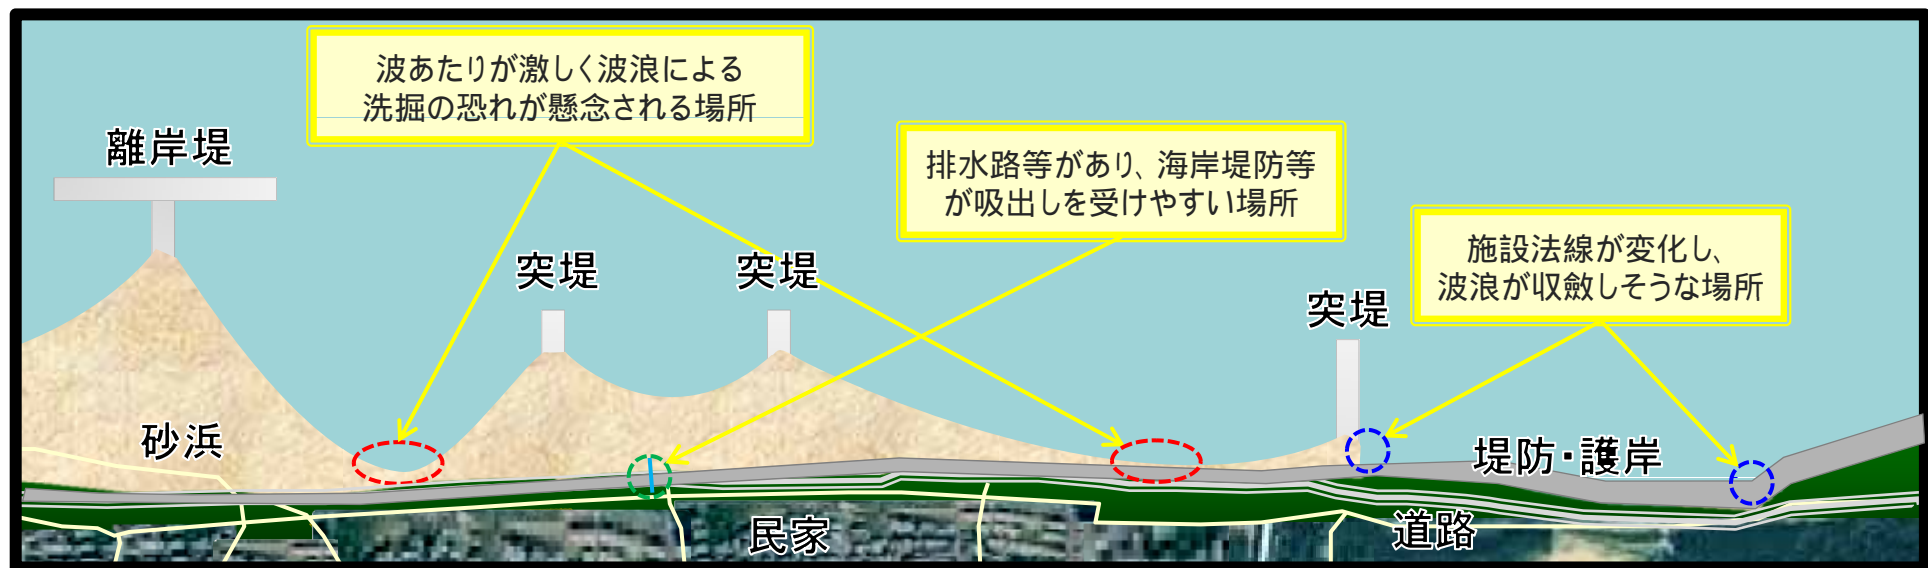 波あたりが激しく波浪による
洗掘の恐れが懸念される場所
離岸堤
排水路等があり、海岸堤防等
が吸出しを受けやすい場所
施設法線が変化し、
波浪が収斂しそうな場所
突堤
突堤
突堤
砂浜
堤防・護岸
民家
道路